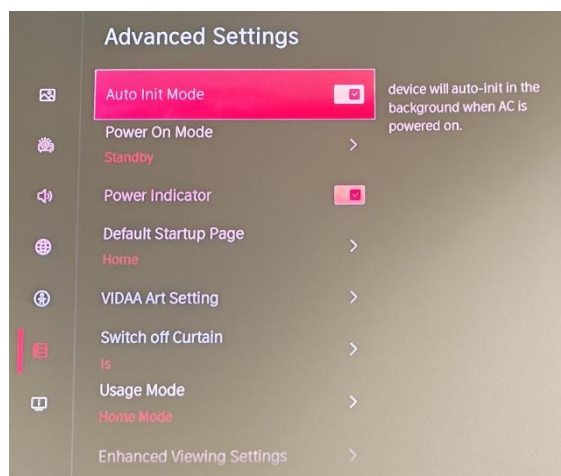 Advanced Settings
Auto Init Mode
device will auto-init in the
background when AC is
powered on.
Power On Mode
Standby
Power Indicator
Default Startup Page
Home
VIDAA Art Setting
Switch off Curtain
Is
Usage Mode
Home Mode
Enhanced Viewing Settings